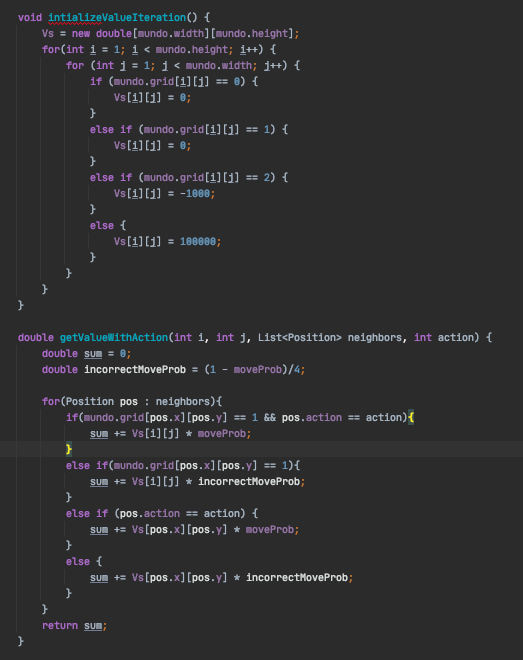 void intializeValueIteration() {
    Vs = new double[mundo.width][mundo.height];
    for(int i = 1; i < mundo.height; i++) {
        for (int j = 1; j < mundo.width; j++) {
            if (mundo.grid[i][j] == 0) {
                Vs[i][j] = 0;
            }
            else if (mundo.grid[i][j] == 1) {
                Vs[i][j] = 0;
            }
            else if (mundo.grid[i][j] == 2) {
                Vs[i][j] = -1000;
            }
            else {
                Vs[i][j] = 100000;
            }
        }
    }
}

double getValueWithAction(int i, int j, List<Position> neighbors, int action) {
    double sum = 0;
    double incorrectMoveProb = (1 - moveProb)/4;

    for(Position pos : neighbors){
        if(mundo.grid[pos.x][pos.y] == 1 && pos.action == action){
            sum += Vs[i][j] * moveProb;
        }
        else if(mundo.grid[pos.x][pos.y] == 1){
            sum += Vs[i][j] * incorrectMoveProb;
        }
        else if (pos.action == action) {
            sum += Vs[pos.x][pos.y] * moveProb;
        }
        else {
            sum += Vs[pos.x][pos.y] * incorrectMoveProb;
        }
    }
    return sum;
}